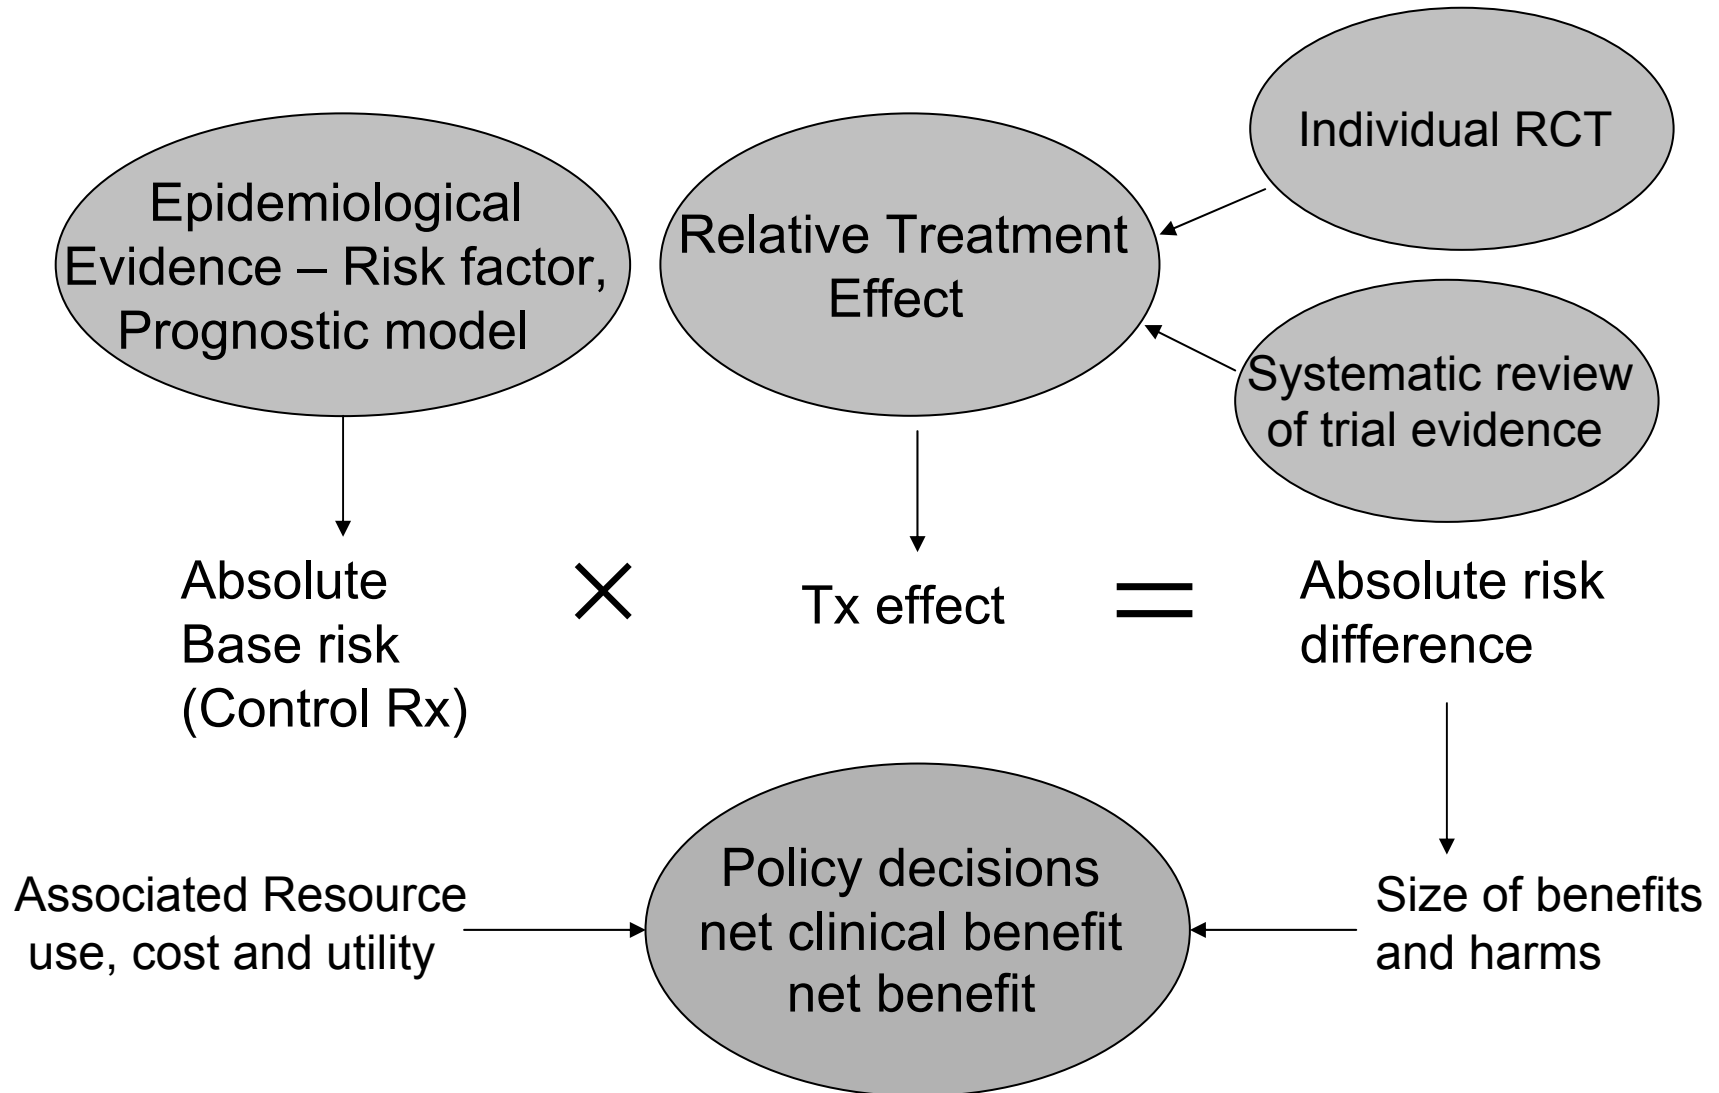 Individual RCT
Epidemiological
Evidence – Risk factor,
Prognostic model
Relative Treatment
Effect
Systematic review
of trial evidence
Absolute
Base risk
(Control Rx)
×
Tx effect
=
Absolute risk
difference
Associated Resource
use, cost and utility
Policy decisions
net clinical benefit
net benefit
Size of benefits
and harms